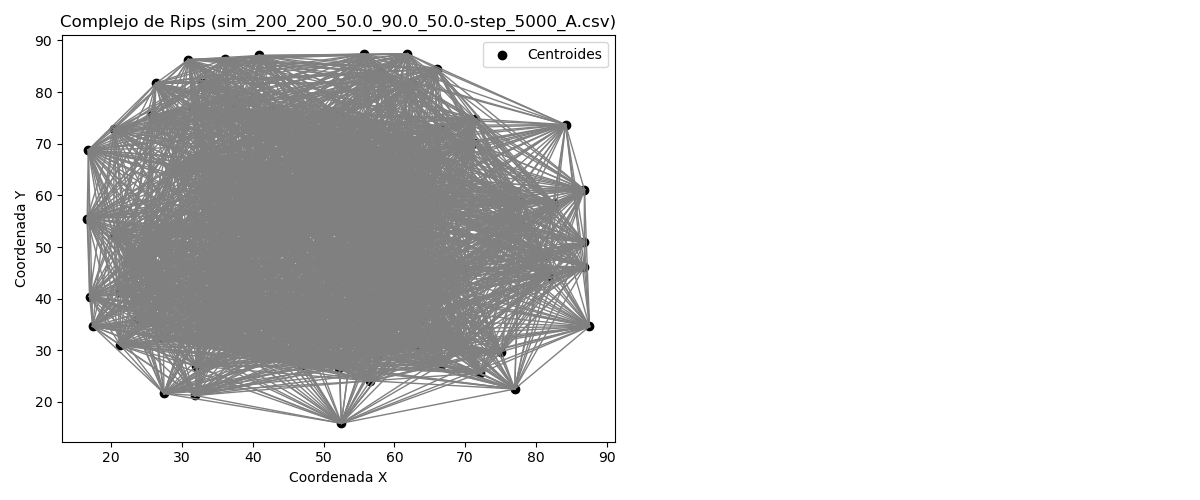 Complejo de Rips (sim_200_200_50.0_90.0_50.0-step_5000_A.csv)
Centroides
90
80
70
60
50
40
30
20
Coordenada Y
20 30 40 50 60 70 80 90
Coordenada X